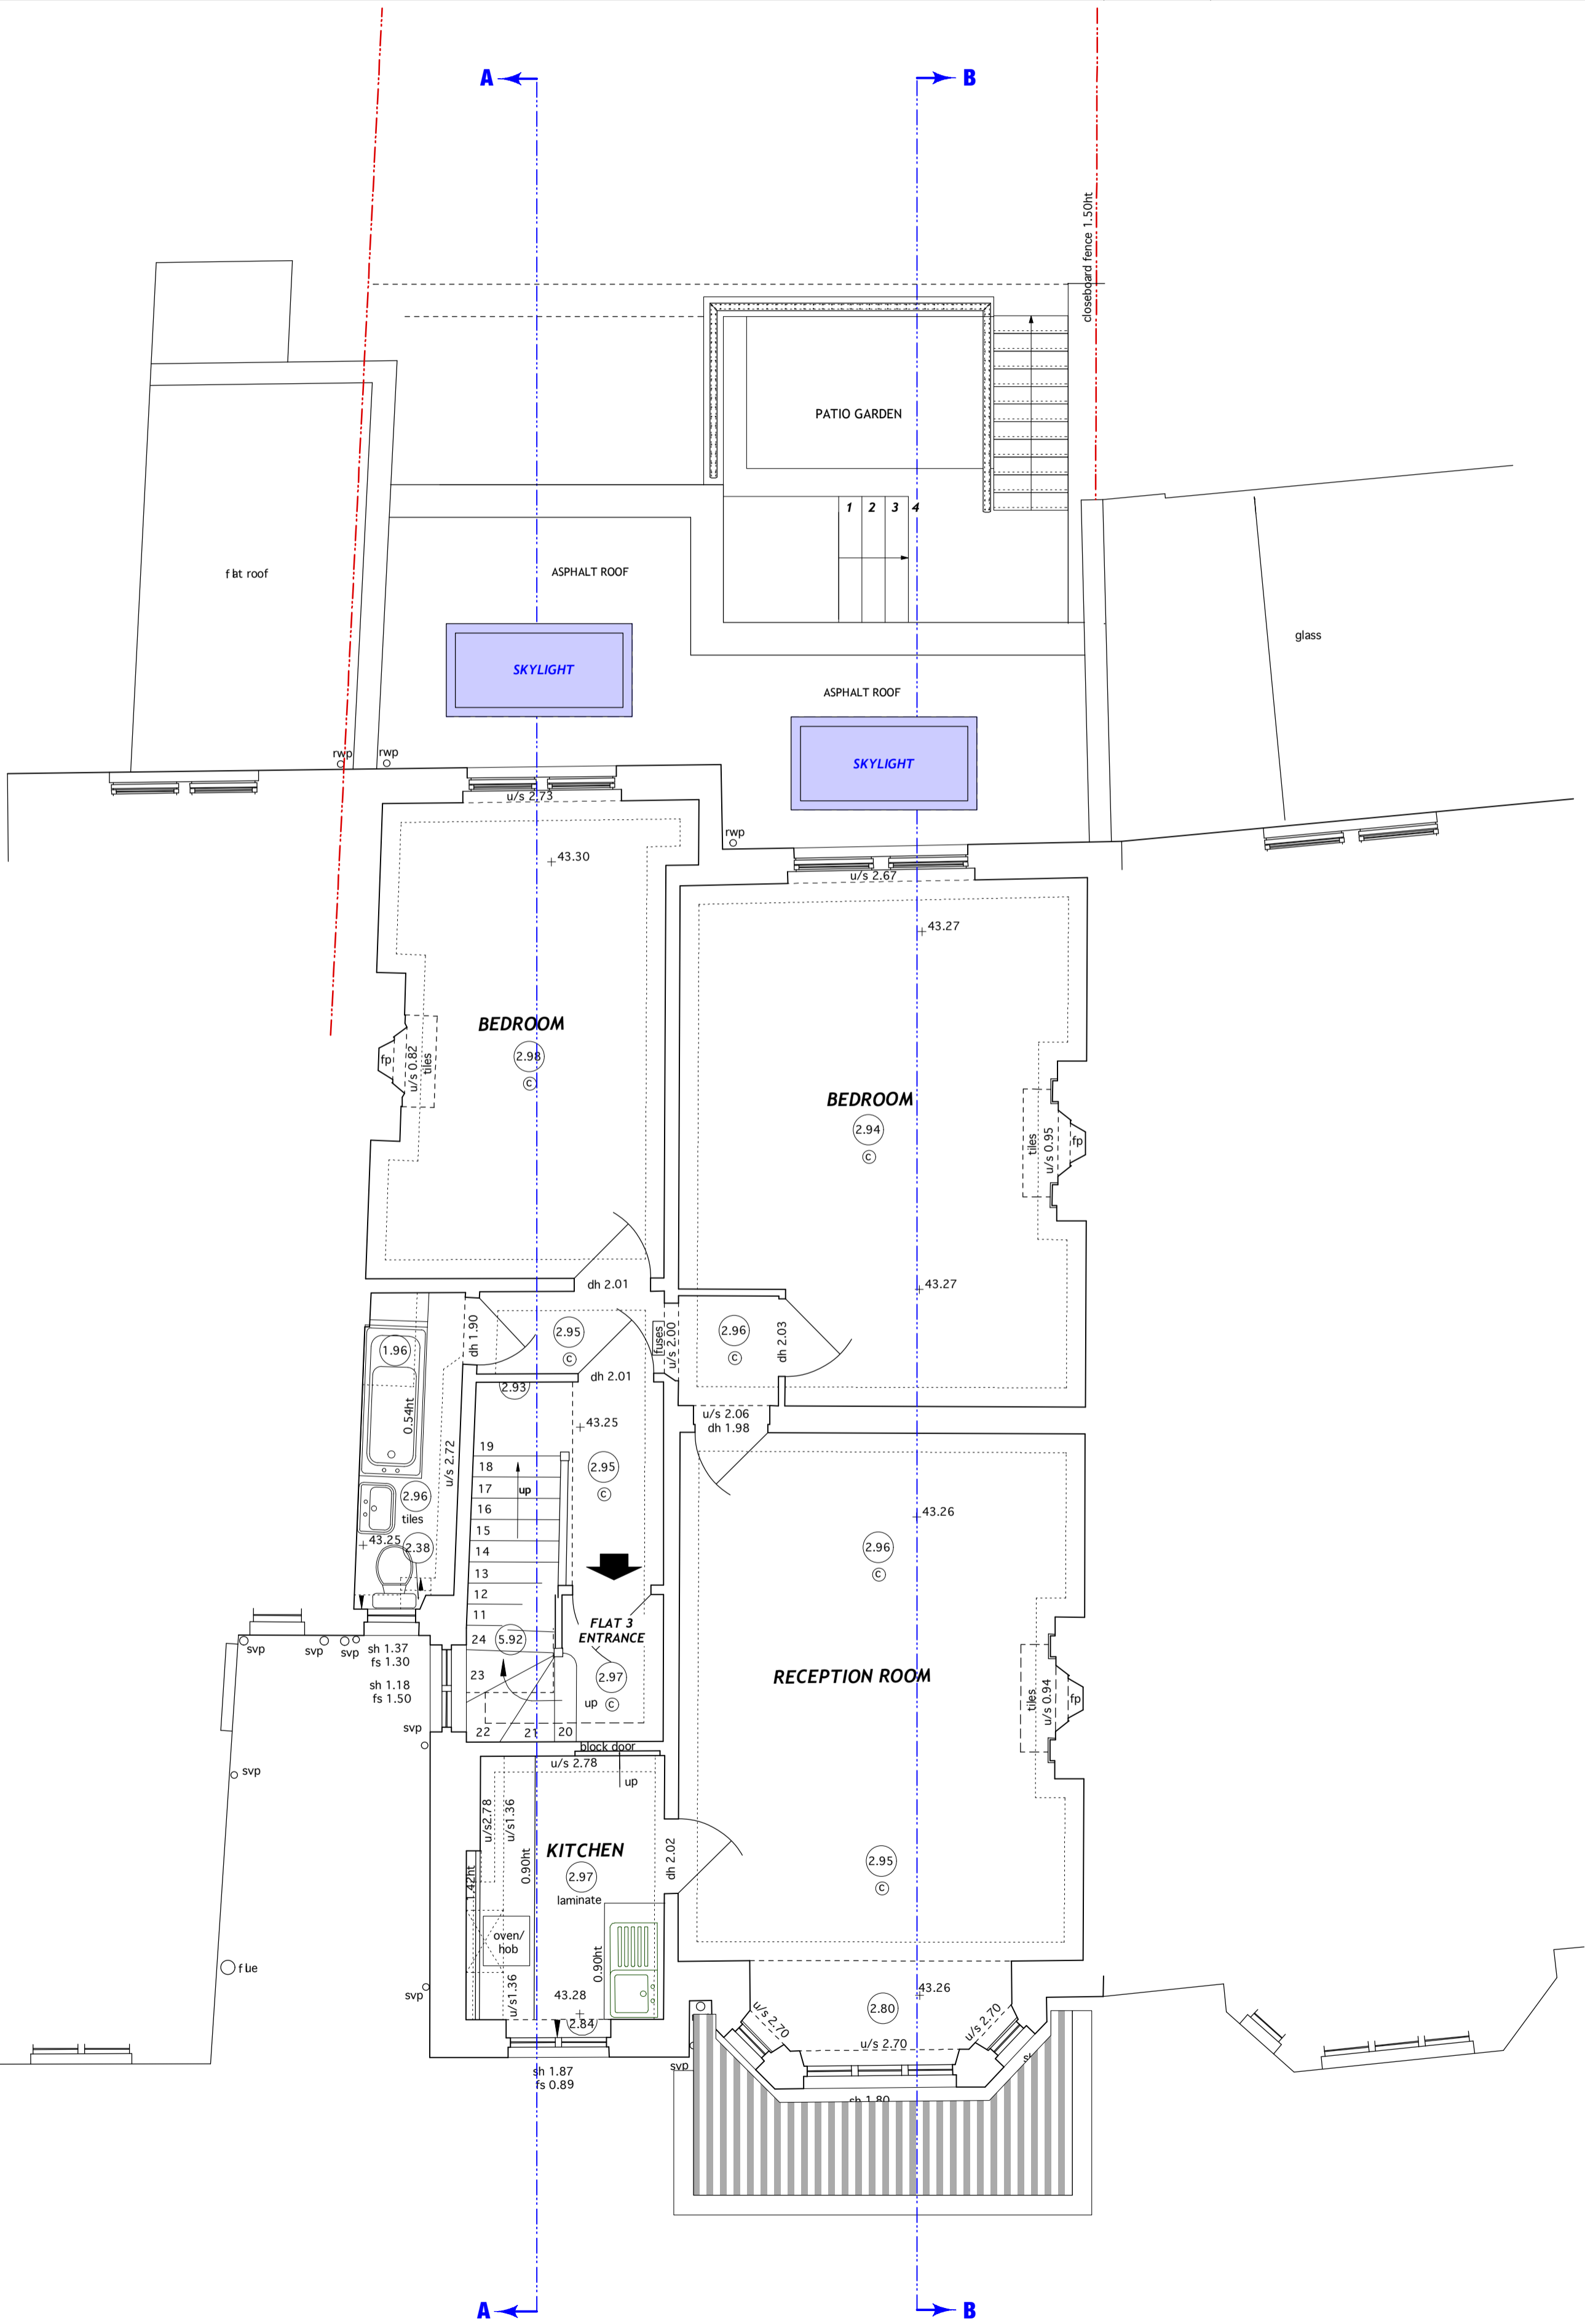 A
B
closeboard fence 1.50ht
PATIO GARDEN
1 2 3 4
flat roof
ASPHALT ROOF
glass
SKYLIGHT
ASPHALT ROOF
rwp
rwp
SKYLIGHT
u/s 2.73
rwp
43.30
u/s 2.67
43.27
BEDROOM
2.98
c
fp
u/s 0.82
tiles
BEDROOM
2.94
c
tiles
u/s 0.95
fp
dh 2.01
43.27
dh 1.90
2.95
c
fuses
u/s 2.00
2.96
c
dh 2.03
1.96
0.54ht
2.93
dh 2.01
u/s 2.06
dh 1.98
43.25
u/s 2.72
19
18
17
16
15
14
13
12
11
up
2.95
c
2.96
tiles
43.25
2.38
43.26
2.96
c
FLAT 3
ENTRANCE
24
5.92
23
22
21
20
2.97
up
c
RECEPTION ROOM
tiles
u/s 0.94
fp
svp
svp
svp
sh 1.37
fs 1.30
sh 1.18
fs 1.50
svp
svp
block door
u/s 2.78
up
u/s2.78
u/s1.36
0.90ht
KITCHEN
2.97
laminate
1.42ht
dh 2.02
2.95
c
oven/
hob
0.90ht
flue
svp
u/s1.36
43.28
2.84
43.26
2.80
u/s 2.70
u/s 2.70
u/s 2.70
svp
sh 1.87
fs 0.89
sh 1.80
A
B